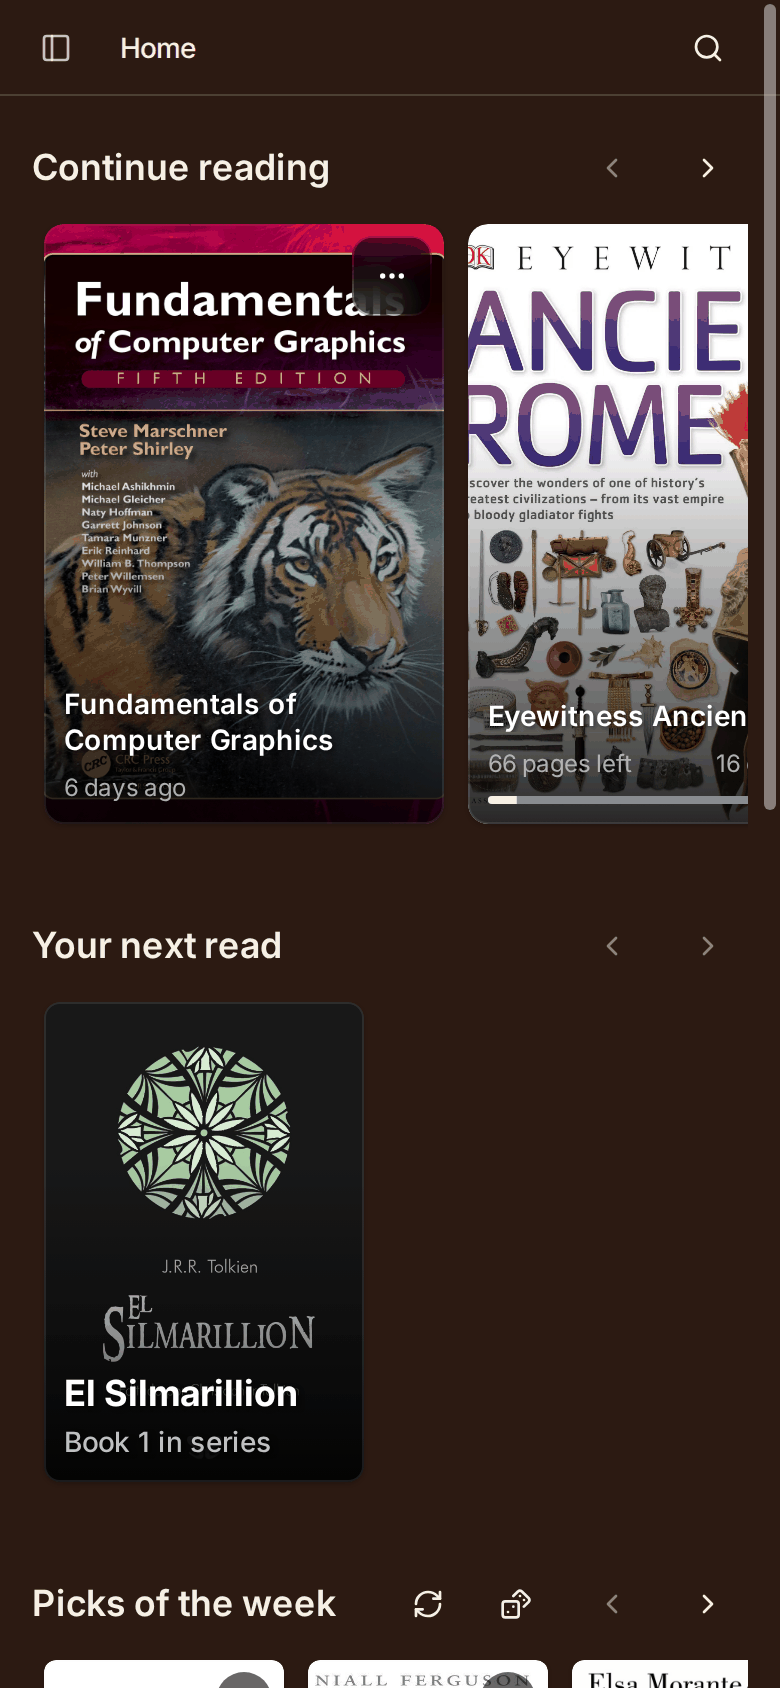 Home
Continue reading
Fundamentals
of Computer Graphics
FIFTH EDITION
Steve Marschner
Peter Shirley
with
Michael Ashikhmin
Michael Gleicher
Naty Hoffman
Garrett Johnson
Tamara Munzner
Erik Reinhard
William B. Thompson
Peter Willemsen
Brian Wyvill
CRC
CRC Press
Fundamentals of
Computer Graphics
6 days ago
DK EYEWIT
ANCIE
ROME
scover the wonders of one of history's
reatest civilizations – from its vast empire
bloody gladiator fights
Eyewitness Ancien
66 pages left 16
Your next read
J.R.R. Tolkien
EL
SILMARILLION
El Silmarillion
Book 1 in series
Picks of the week
NIALL FERGUSON
Elsa Morante